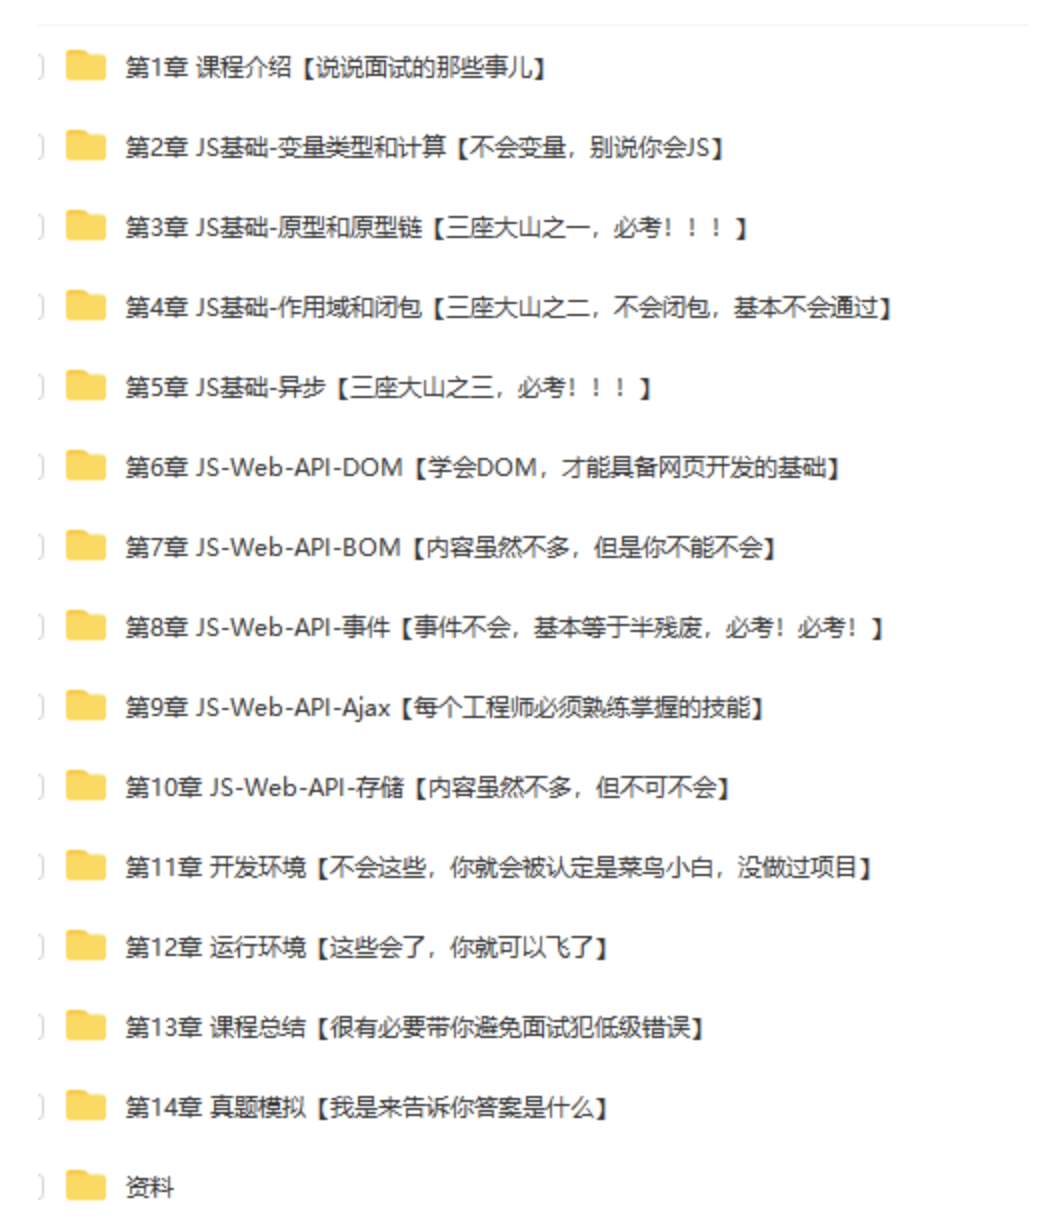 第1章 课程介绍【说说面试的那些事儿】
第2章 JS基础-变量类型和计算【不会变量，别说你会JS】
第3章 JS基础-原型和原型链【三座大山之一，必考！！！】
第4章 JS基础-作用域和闭包【三座大山之二，不会闭包，基本不会通过】
第5章 JS基础-异步【三座大山之三，必考！！！】
第6章 JS-Web-API-DOM【学会DOM，才能具备网页开发的基础】
第7章 JS-Web-API-BOM【内容虽然不多，但是你不能不会】
第8章 JS-Web-API-事件【事件不会，基本等于半残废，必考！必考！】
第9章 JS-Web-API-Ajax【每个工程师必须熟练掌握的技能】
第10章 JS-Web-API-存储【内容虽然不多，但不可不会】
第11章 开发环境【不会这些，你就会被认定是菜鸟小白，没做过项目】
第12章 运行环境【这些会了，你就可以飞了】
第13章 课程总结【很有必要带你避免面试犯低级错误】
第14章 真题模拟【我是来告诉你答案是什么】
资料